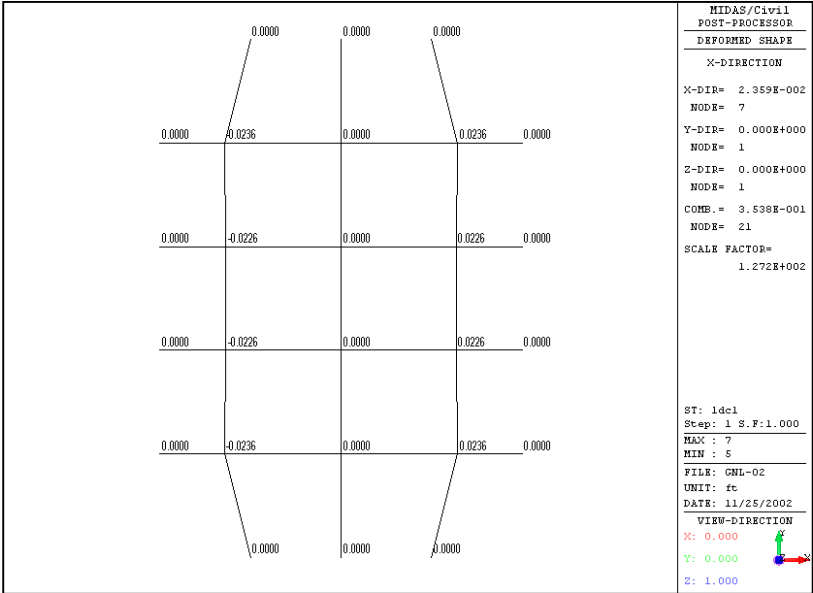 0.0000 0.0000 0.0000
0.0000 -0.0236 0.0000 0.0236 0.0000
0.0000 -0.0226 0.0000 0.0226 0.0000
0.0000 -0.0226 0.0000 0.0226 0.0000
0.0000 -0.0236 0.0000 0.0236 0.0000
0.0000 0.0000 0.0000
MIDAS/Civil
POST-PROCESSOR
DEFORMED SHAPE
X-DIRECTION
X-DIR= 2.359E-002
NODE= 7
Y-DIR= 0.000E+000
NODE= 1
Z-DIR= 0.000E+000
NODE= 1
COMB.= 3.538E-001
NODE= 21
SCALE FACTOR=
1.272E+002
ST: ldc1
Step: 1 S.F:1.000
MAX : 7
MIN : 5
FILE: GNL-02
UNIT: ft
DATE: 11/25/2002
VIEW-DIRECTION
X: 0.000
Y: 0.000
Z: 1.000
Y
Z X